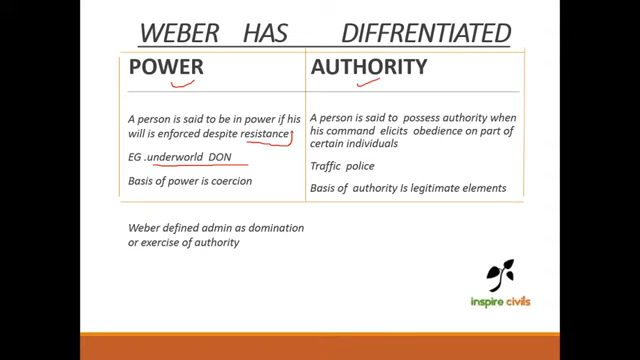 WEBER HAS DIFFRENTIATED
POWER
A person is said to be in power if his
will is enforced despite resistance
EG .underworld DON
Basis of power is coercion
AUTHORITY
A person is said to possess authority when
his command elicits obedience on part of
certain individuals
Traffic police
Basis of authority Is legitimate elements
Weber defined admin as domination
or exercise of authority
inspire civils